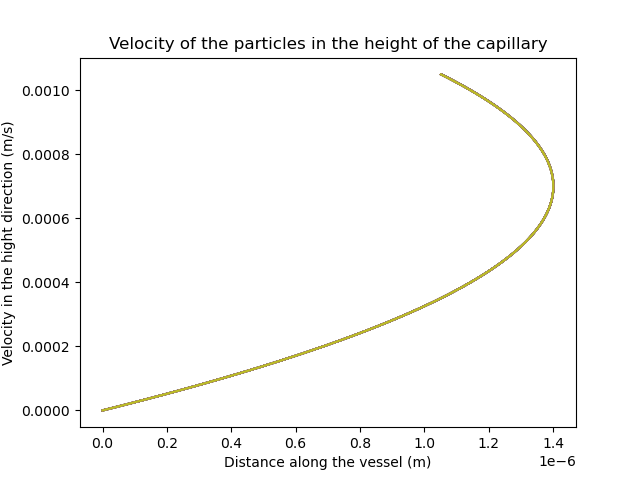 Velocity of the particles in the height of the capillary
Velocity in the hight direction (m/s)
0.0010
0.0008
0.0006
0.0004
0.0002
0.0000
0.0 0.2 0.4 0.6 0.8 1.0 1.2 1.4
1e−6
Distance along the vessel (m)